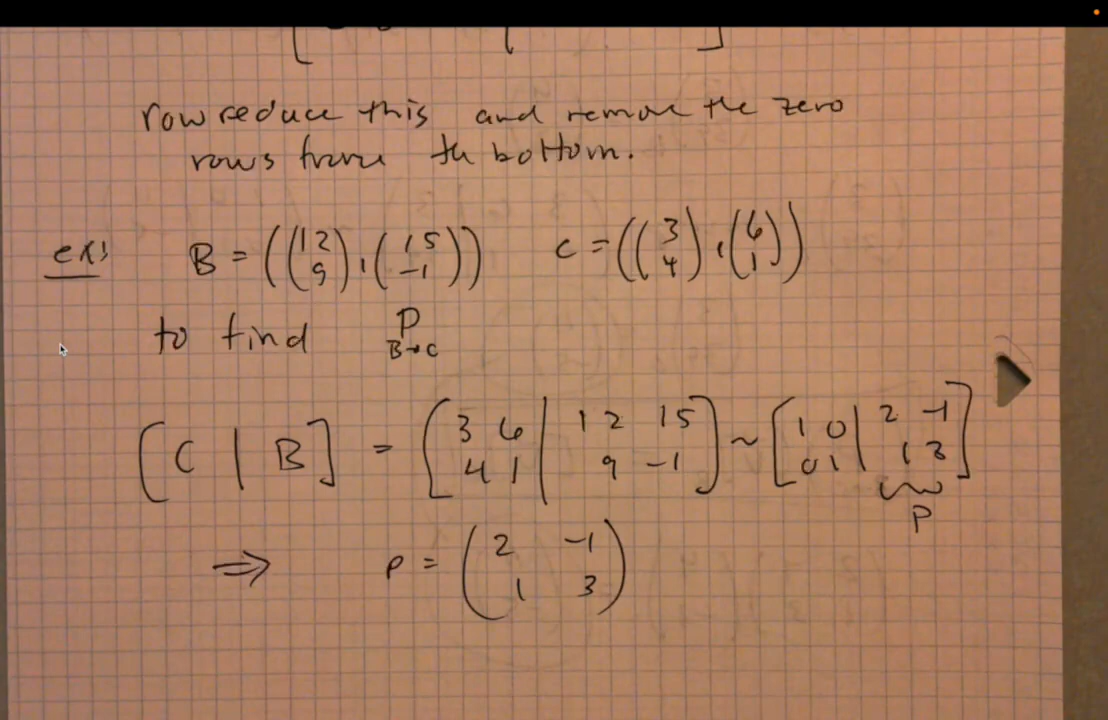 row reduce this and remove the zero
rows from the bottom.
ex: B = ((12 9), (15 -1)) C = ((3 4), (6 1))
to find P B→C
[C | B] = [3 6 | 12 15; 4 1 | 9 -1] ~ [1 0 | 2 -1; 0 1 | 1 3]
P
⇒ P = (2 -1; 1 3)